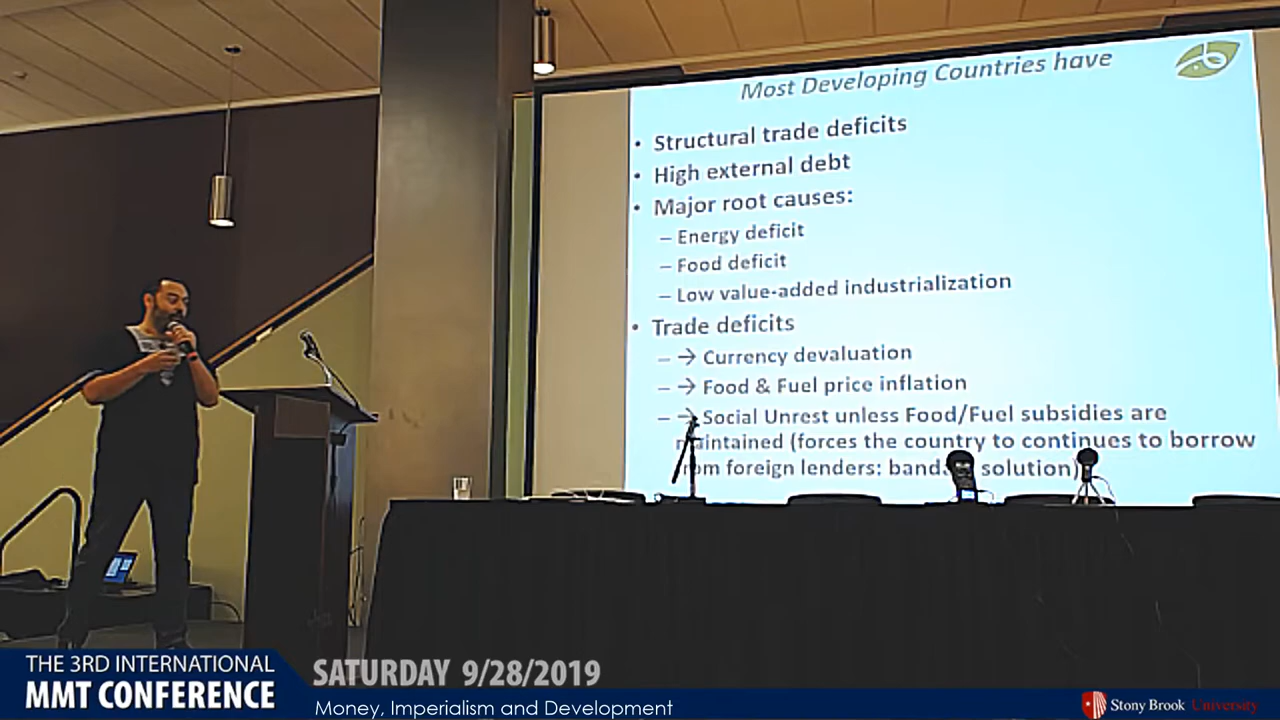 Most Developing Countries have
• Structural trade deficits
• High external debt
• Major root causes:
– Energy deficit
– Food deficit
– Low value-added industrialization
• Trade deficits
– → Currency devaluation
– → Food & Fuel price inflation
– → Social Unrest unless Food/Fuel subsidies are
maintained (forces the country to continues to borrow
from foreign lenders: solution)
THE 3RD INTERNATIONAL
MMT CONFERENCE
SATURDAY 9/28/2019
Money, Imperialism and Development
Stony Brook University